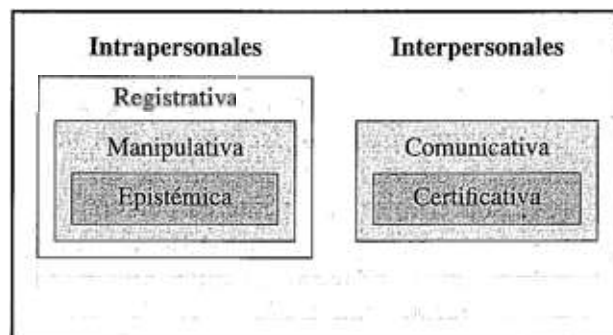 Intrapersonales
Interpersonales
Registrativa
Manipulativa
Comunicativa
Epistémica
Certificativa